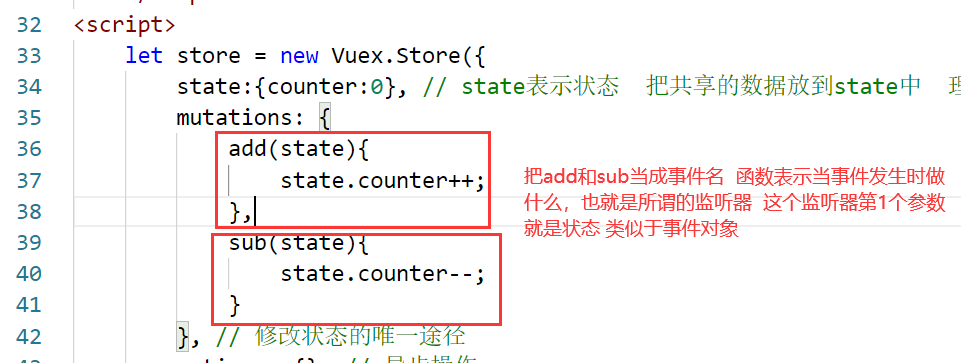 32 <script>
33 let store = new Vuex.Store({
34 state:{counter:0}, // state表示状态 把共享的数据放到state中
35 mutations: {
36 add(state){
37 state.counter++;
38 },
39 sub(state){
40 state.counter--;
41 }
42 }, // 修改状态的唯一途径
把add和sub当成事件名 函数表示当事件发生时做
什么，也就是所谓的监听器 这个监听器第1个参数
就是状态 类似于事件对象